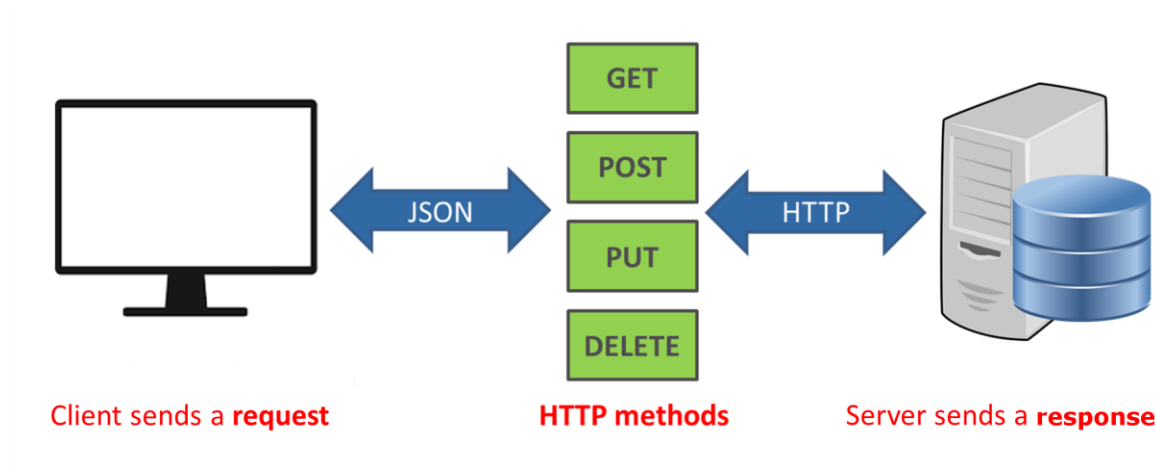 GET
POST
JSON
HTTP
PUT
DELETE
Client sends a request
HTTP methods
Server sends a response